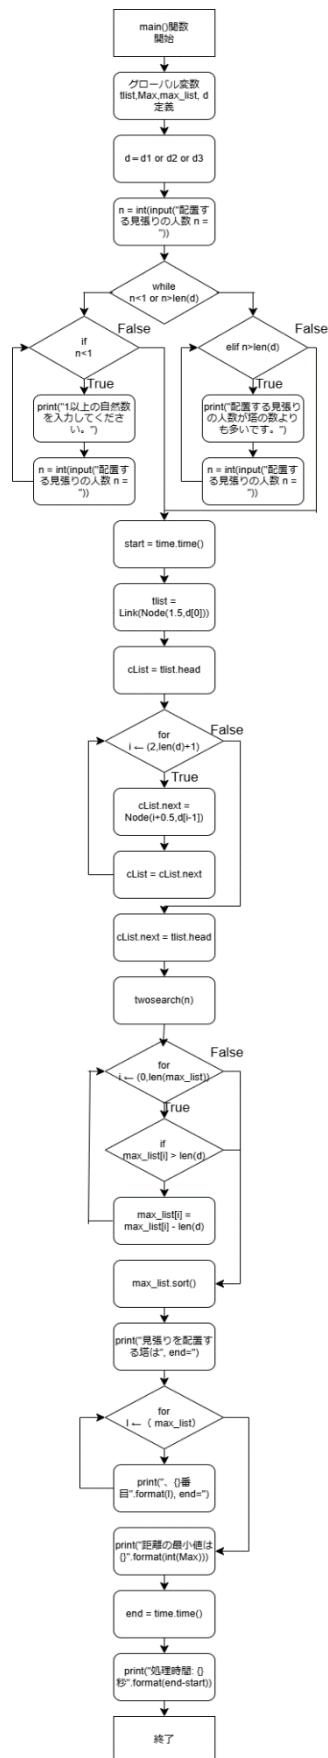 main()関数
開始
グローバル変数
tlist,Max,max_list, d
定義
d＝d1 or d2 or d3
n = int(input("配置す
る見張りの人数 n =
"))
while
n<1 or n>len(d)
if
n<1
False
True
print("1以上の自然数
を入力してくださ
い。")
n = int(input("配置す
る見張りの人数 n =
"))
elif n>len(d)
False
True
print("配置する見張り
の人数が塔の数より
も多いです。")
n = int(input("配置す
る見張りの人数 n =
"))
start = time.time()
tlist =
Link(Node(1.5,d[0]))
cList = tlist.head
for
i ← (2,len(d)+1)
False
True
cList.next =
Node(i+0.5,d[i-1])
cList = cList.next
cList.next = tlist.head
twosearch(n)
for
i ← (0,len(max_list))
False
True
if
max_list[i] > len(d)
max_list[i] =
max_list[i] - len(d)
max_list.sort()
print("見張りを配置す
る塔は", end='')
for
l ←（ max_list）
print("、{}番
目".format(l), end='')
print("距離の最小値は
{}".format(int(Max)))
end = time.time()
print("処理時間: {}
秒".format(end-start))
終了